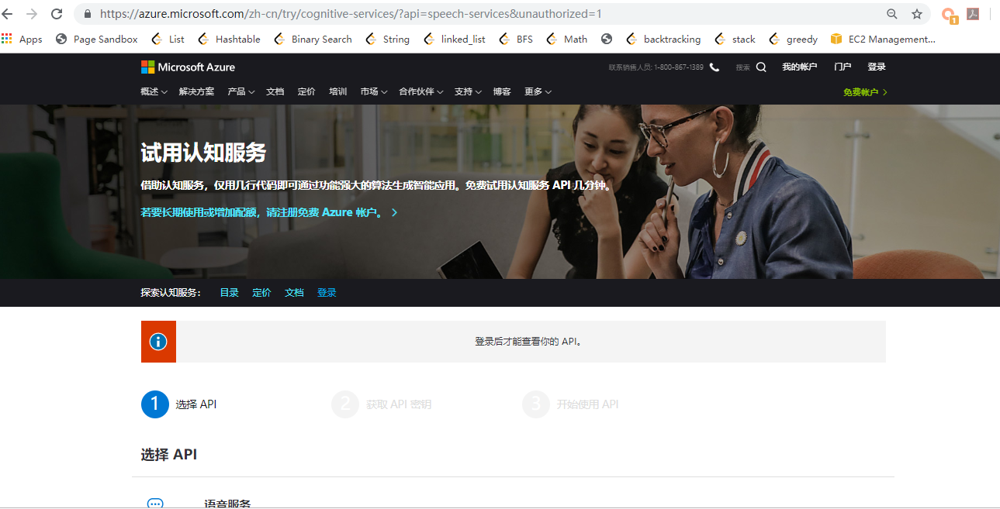 https://azure.microsoft.com/zh-cn/try/cognitive-services/?api=speech-services&unauthorized=1
1
Apps Page Sandbox List Hashtable Binary Search String linked_list BFS Math backtracking stack greedy EC2 Management...
Microsoft Azure 联系销售人员: 1-800-867-1389 搜索 我的帐户 门户 登录
概述 解决方案 产品 文档 定价 培训 市场 合作伙伴 支持 博客 更多 免费帐户
试用认知服务
借助认知服务，仅用几行代码即可通过功能强大的算法生成智能应用。免费试用认知服务 API 几分钟。
若要长期使用或增加配额，请注册免费 Azure 帐户。
探索认知服务： 目录 定价 文档 登录
登录后才能查看你的 API。
1 选择 API 2 获取 API 密钥 3 开始使用 API
选择 API
语音服务